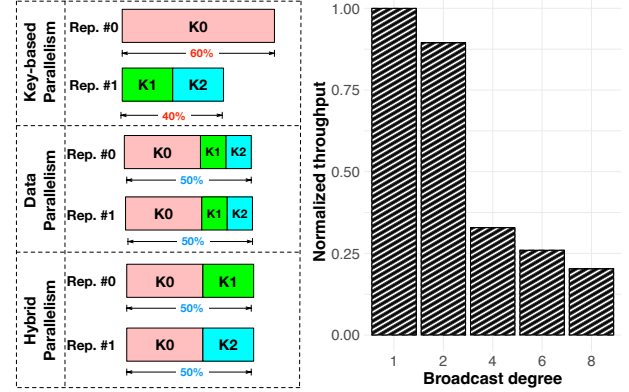 Key-based
Parallelism
Rep. #0
K0
60%
Rep. #1
K1
K2
40%
Data
Parallelism
Rep. #0
K0
K1
K2
50%
Rep. #1
K0
K1
K2
50%
Hybrid
Parallelism
Rep. #0
K0
K1
Rep. #1
K0
K2
50%
Normalized throughput
1.00
0.75
0.50
0.25
0.00
1
2
4
6
8
Broadcast degree